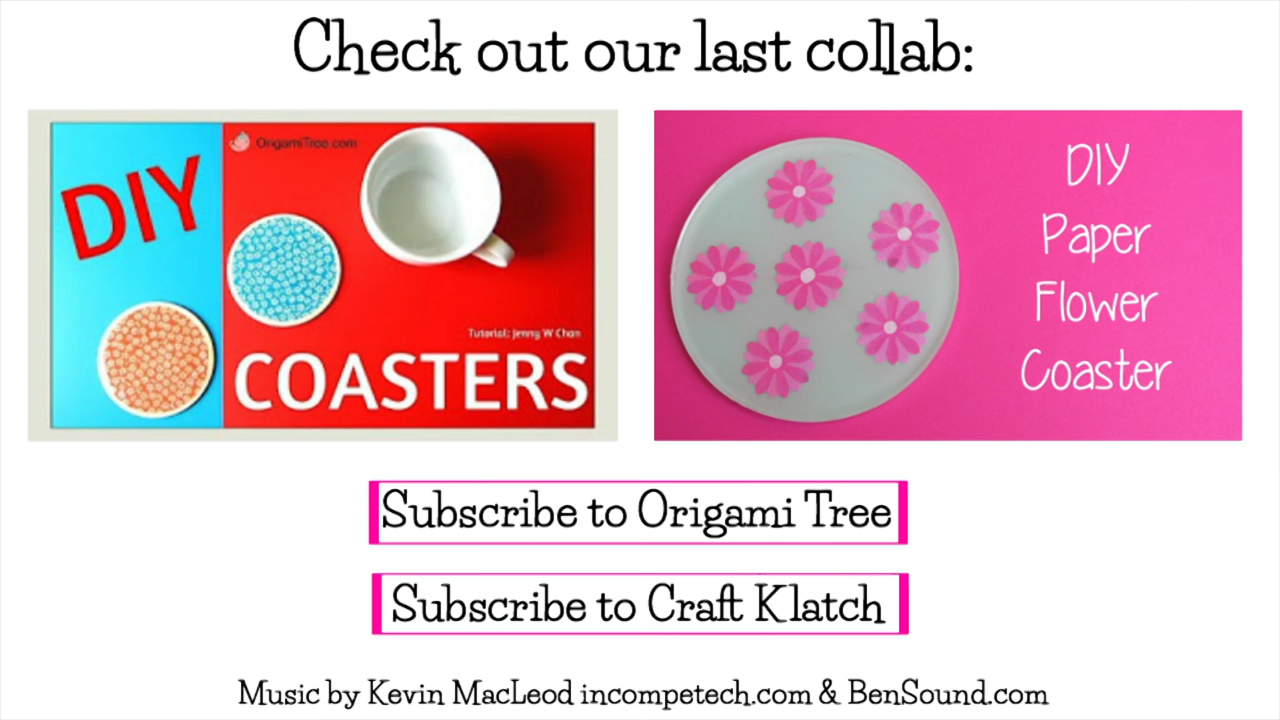 Check out our last collab:
DIY
OrigamiTree.com
Tutorial: Jenny W Chan
COASTERS
DIY
Paper
Flower
Coaster
Subscribe to Origami Tree
Subscribe to Craft Klatch
Music by Kevin MacLeod incompetech.com & BenSound.com